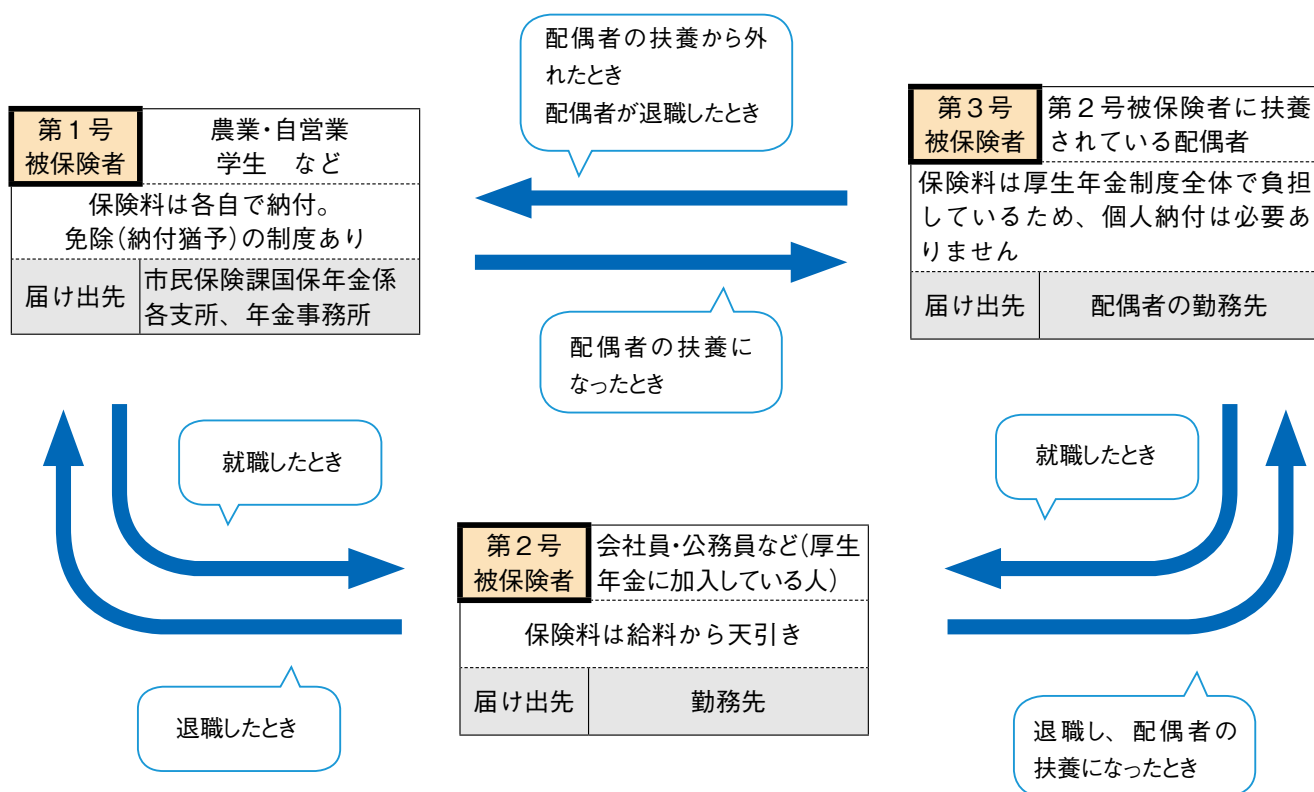 配偶者の扶養から外
れたとき
配偶者が退職したとき
第1号
被保険者
農業・自営業
学生　など
保険料は各自で納付。
免除(納付猶予)の制度あり
届け出先
市民保険課国保年金係
各支所、年金事務所
第3号
被保険者
第2号被保険者に扶養
されている配偶者
保険料は厚生年金制度全体で負担
しているため、個人納付は必要あ
りません
届け出先
配偶者の勤務先
配偶者の扶養に
なったとき
就職したとき
就職したとき
第2号
被保険者
会社員・公務員など(厚生
年金に加入している人)
保険料は給料から天引き
届け出先
勤務先
退職したとき
退職し、配偶者の
扶養になったとき